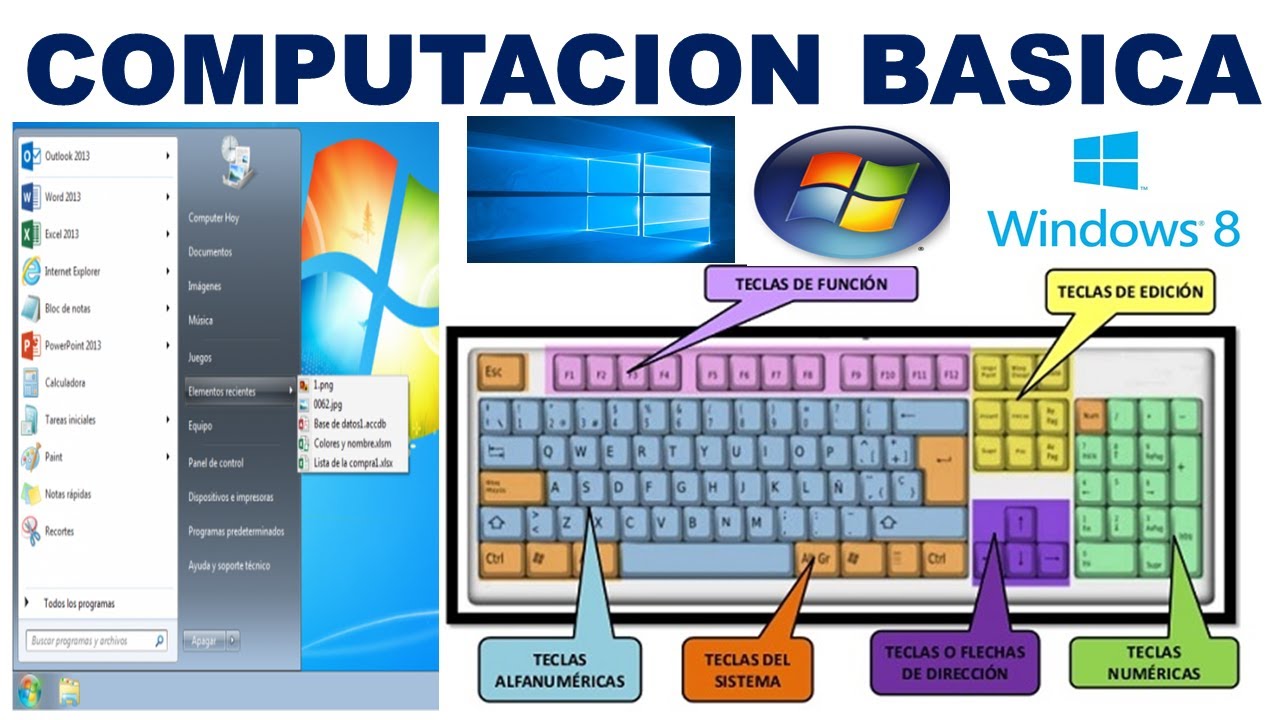 COMPUTACION BASICA
Outlook 2013
Word 2013
Excel 2013
Internet Explorer
Bloc de notas
PowerPoint 2013
Calculadora
Tareas iniciales
Paint
Notas rápidas
Recortes
Todos los programas
Buscar programas y archivos
Computer Hoy
Documentos
Imágenes
Música
Juegos
Elementos recientes
Equipo
Panel de control
Dispositivos e impresoras
Programas predeterminados
Ayuda y soporte técnico
Apagar
1.png
0062.jpg
Base de datos1.accdb
Colores y nombre.xlsm
Lista de la compra1.xlsx
Windows 8
TECLAS DE FUNCIÓN
TECLAS DE EDICIÓN
Esc F1 F2 F3 F4 F5 F6 F7 F8 F9 F10 F11 F12
Num
Q W E R T Y U I O P
A S D F G H J K L Ñ Ç
Z X C V B N M
Ctrl Alt Gr Ctrl
TECLAS
ALFANUMÉRICAS
TECLAS DEL
SISTEMA
TECLAS O FLECHAS
DE DIRECCIÓN
TECLAS
NUMÉRICAS